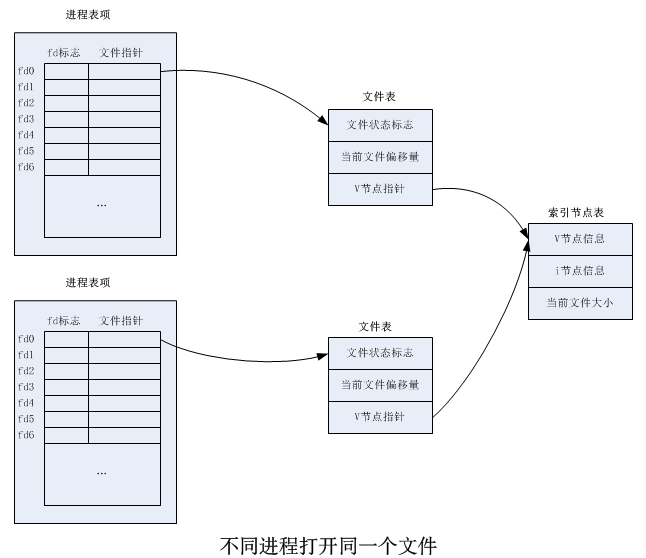 进程表项
fd标志 文件指针
fd0
fd1
fd2
fd3
fd4
fd5
fd6
...
文件表
文件状态标志
当前文件偏移量
V节点指针
索引节点表
V节点信息
i节点信息
当前文件大小
进程表项
fd标志 文件指针
fd0
fd1
fd2
fd3
fd4
fd5
fd6
...
文件表
文件状态标志
当前文件偏移量
V节点指针
不同进程打开同一个文件